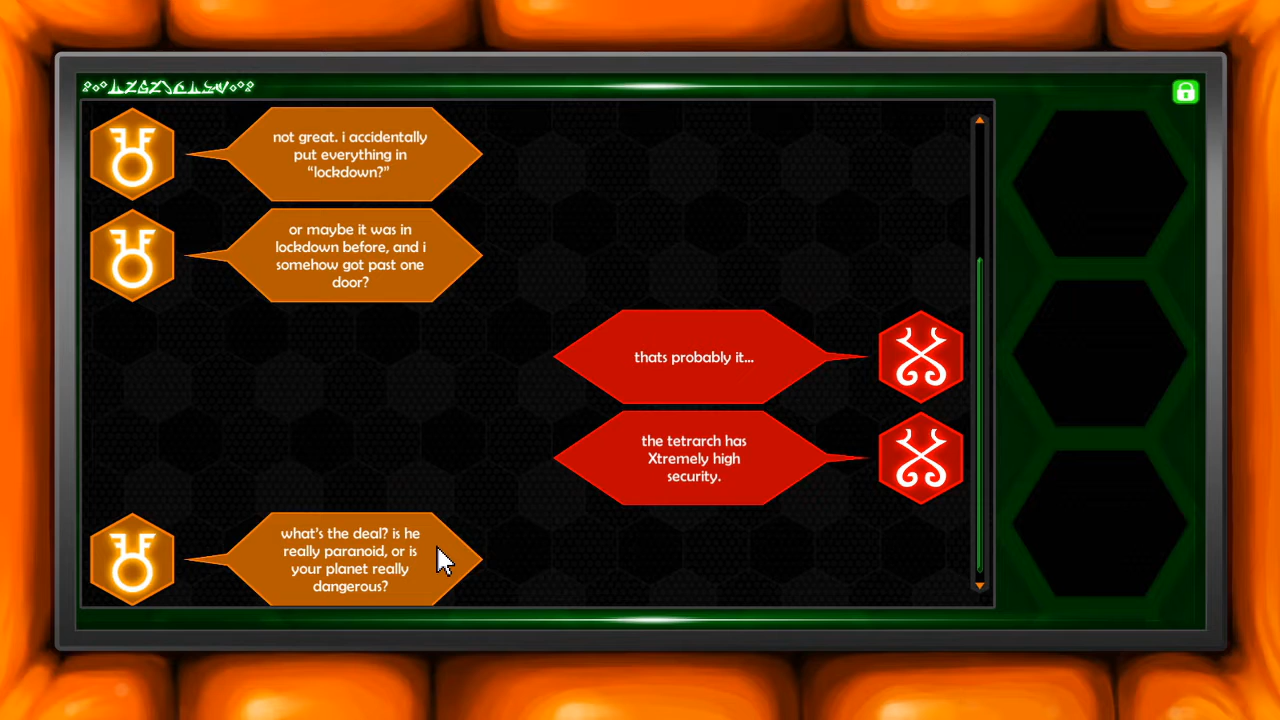 not great. i accidentally
put everything in
“lockdown?”
or maybe it was in
lockdown before, and i
somehow got past one
door?
thats probably it...
the tetrarch has
Xtremely high
security.
what's the deal? is he
really paranoid, or is
your planet really
dangerous?